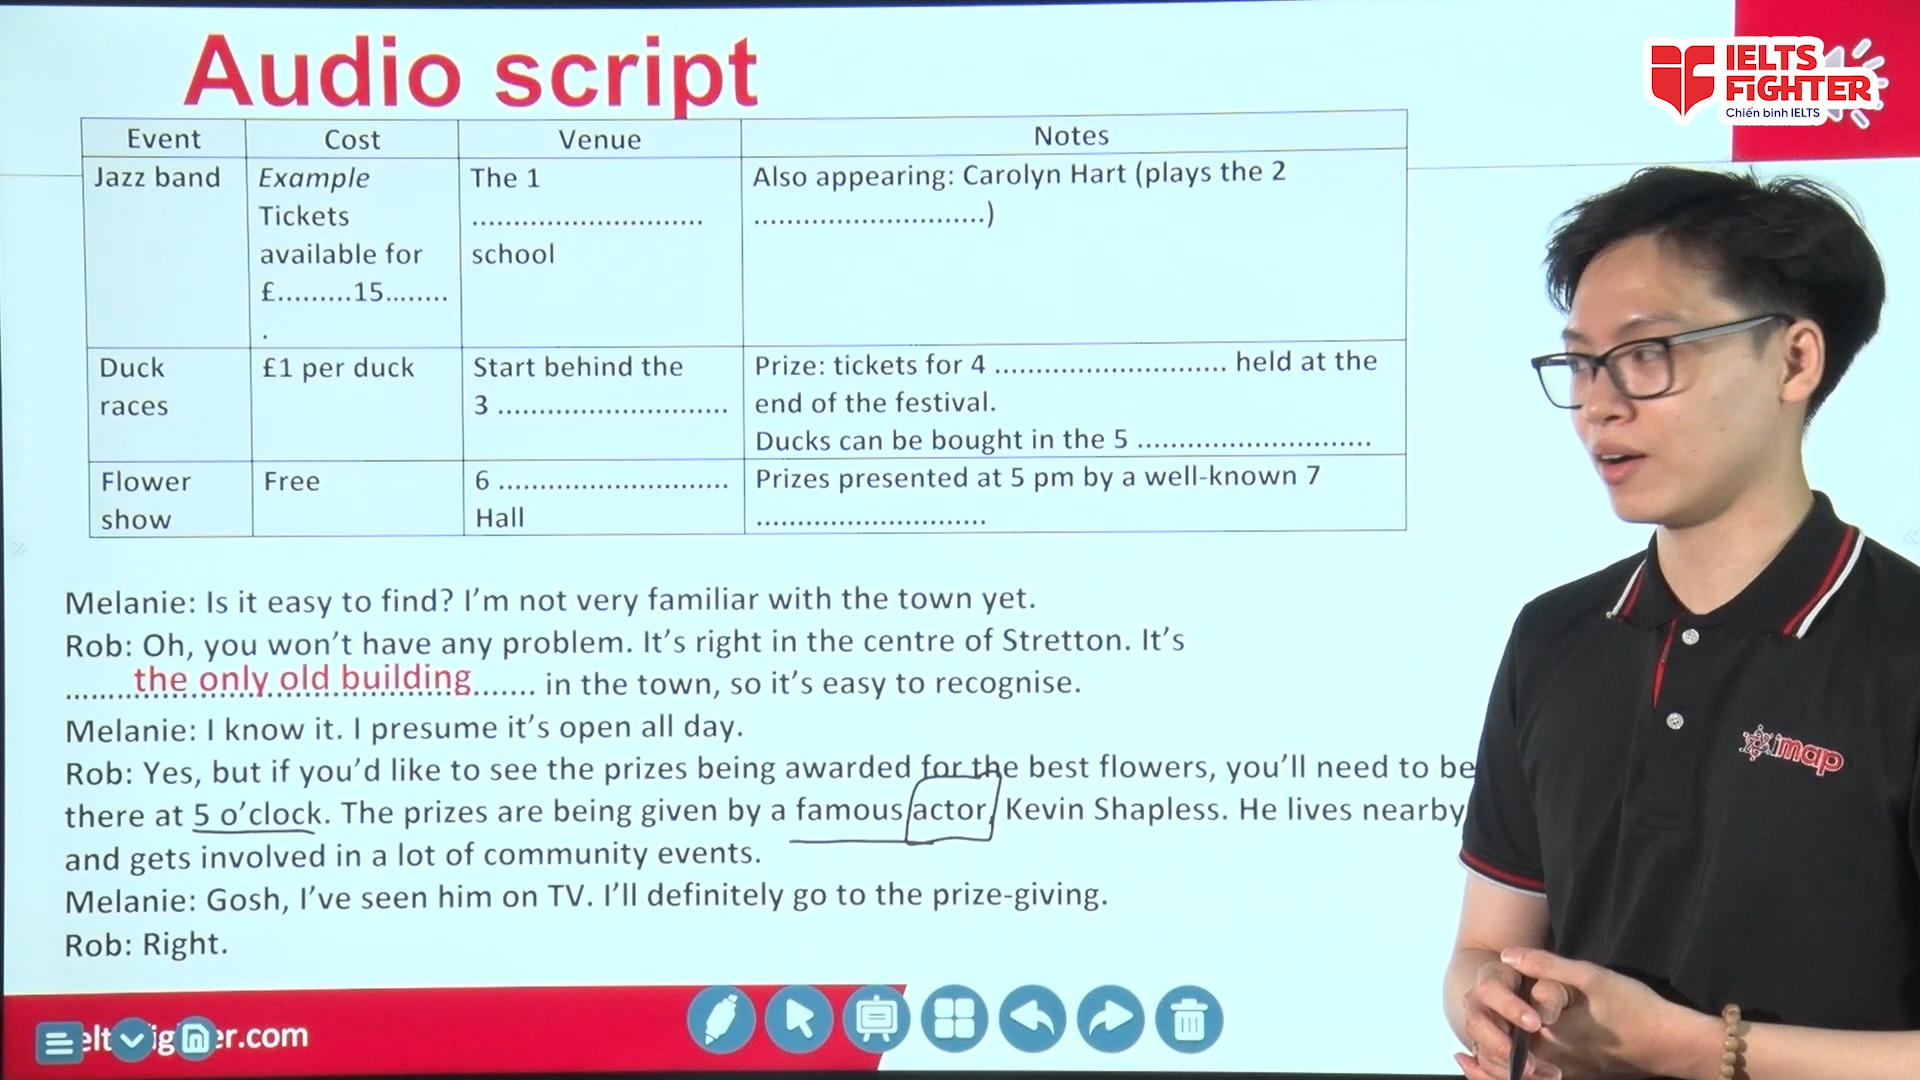 Audio script
IELTS
FIGHTER
Chiến binh IELTS
Event Cost Venue Notes
Jazz band Example The 1 Also appearing: Carolyn Hart (plays the 2
Tickets ............................ ............................)
available for school
£.........15........
.
Duck £1 per duck Start behind the Prize: tickets for 4 ............................ held at the
races 3 ............................ end of the festival.
Ducks can be bought in the 5 ............................
Flower Free 6 ............................ Prizes presented at 5 pm by a well-known 7
show Hall ............................
Melanie: Is it easy to find? I'm not very familiar with the town yet.
Rob: Oh, you won't have any problem. It's right in the centre of Stretton. It's
........the only old building....... in the town, so it's easy to recognise.
Melanie: I know it. I presume it's open all day.
Rob: Yes, but if you'd like to see the prizes being awarded for the best flowers, you'll need to be
there at 5 o'clock. The prizes are being given by a famous actor, Kevin Shapless. He lives nearby
and gets involved in a lot of community events.
Melanie: Gosh, I've seen him on TV. I'll definitely go to the prize-giving.
Rob: Right.
imap
er.com